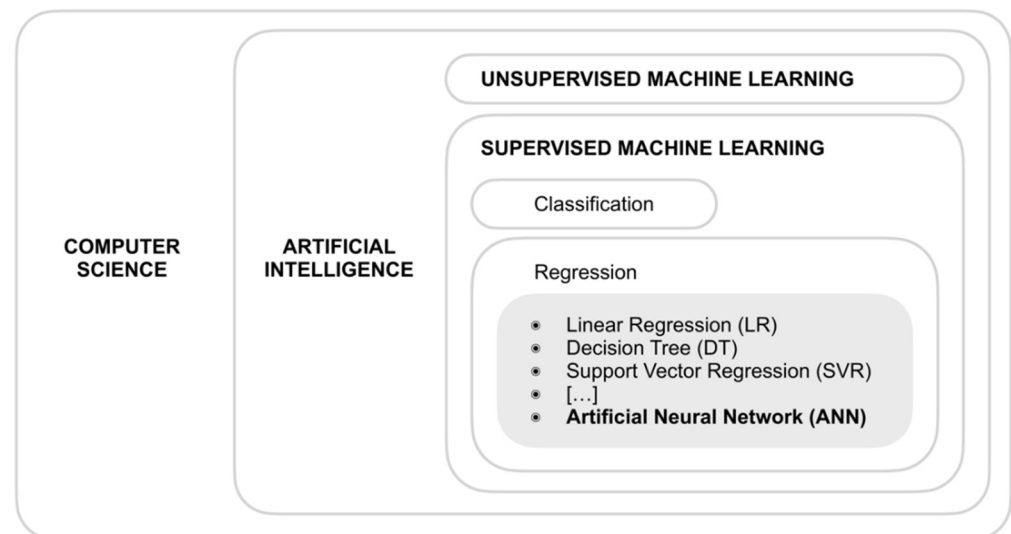 UNSUPERVISED MACHINE LEARNING
SUPERVISED MACHINE LEARNING
Classification
COMPUTER
SCIENCE
ARTIFICIAL
INTELLIGENCE
Regression
Linear Regression (LR)
Decision Tree (DT)
Support Vector Regression (SVR)
[...]
Artificial Neural Network (ANN)